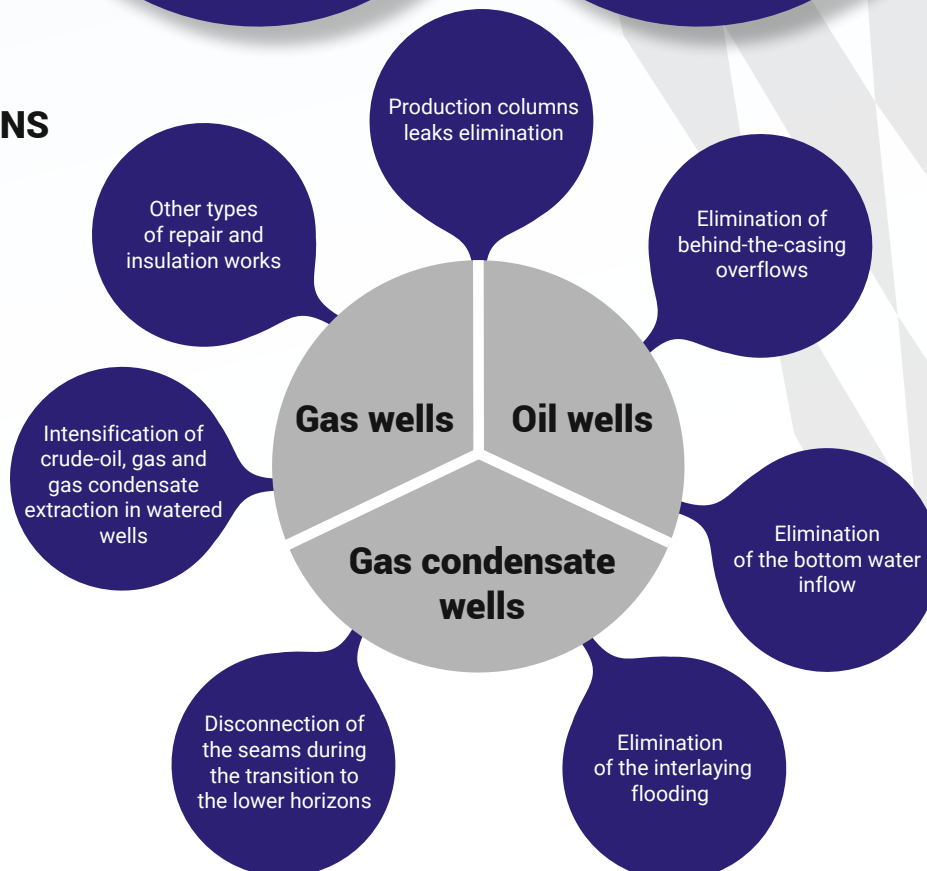 NS
Production columns
leaks elimination
Other types
of repair and
insulation works
Elimination of
behind-the-casing
overflows
Gas wells
Oil wells
Intensification of
crude-oil, gas and
gas condensate
extraction in watered
wells
Elimination
of the bottom water
inflow
Gas condensate
wells
Disconnection of
the seams during
the transition to
the lower horizons
Elimination
of the interlaying
flooding